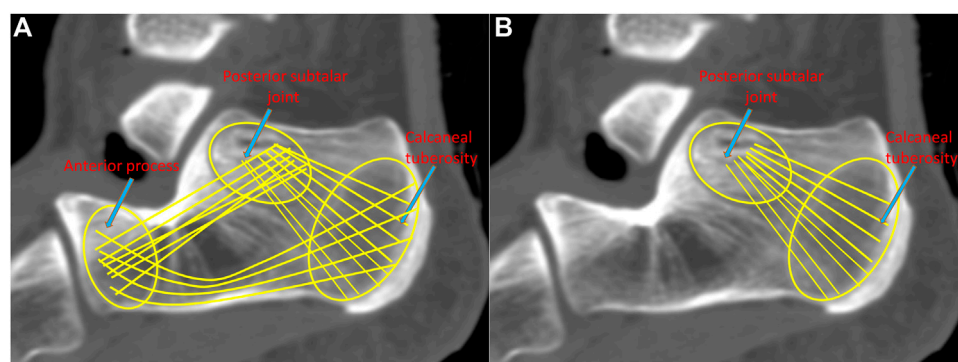 A
Posterior subtalar
joint
Calcaneal
tuberosity
Anterior process
B
Posterior subtalar
joint
Calcaneal
tuberosity